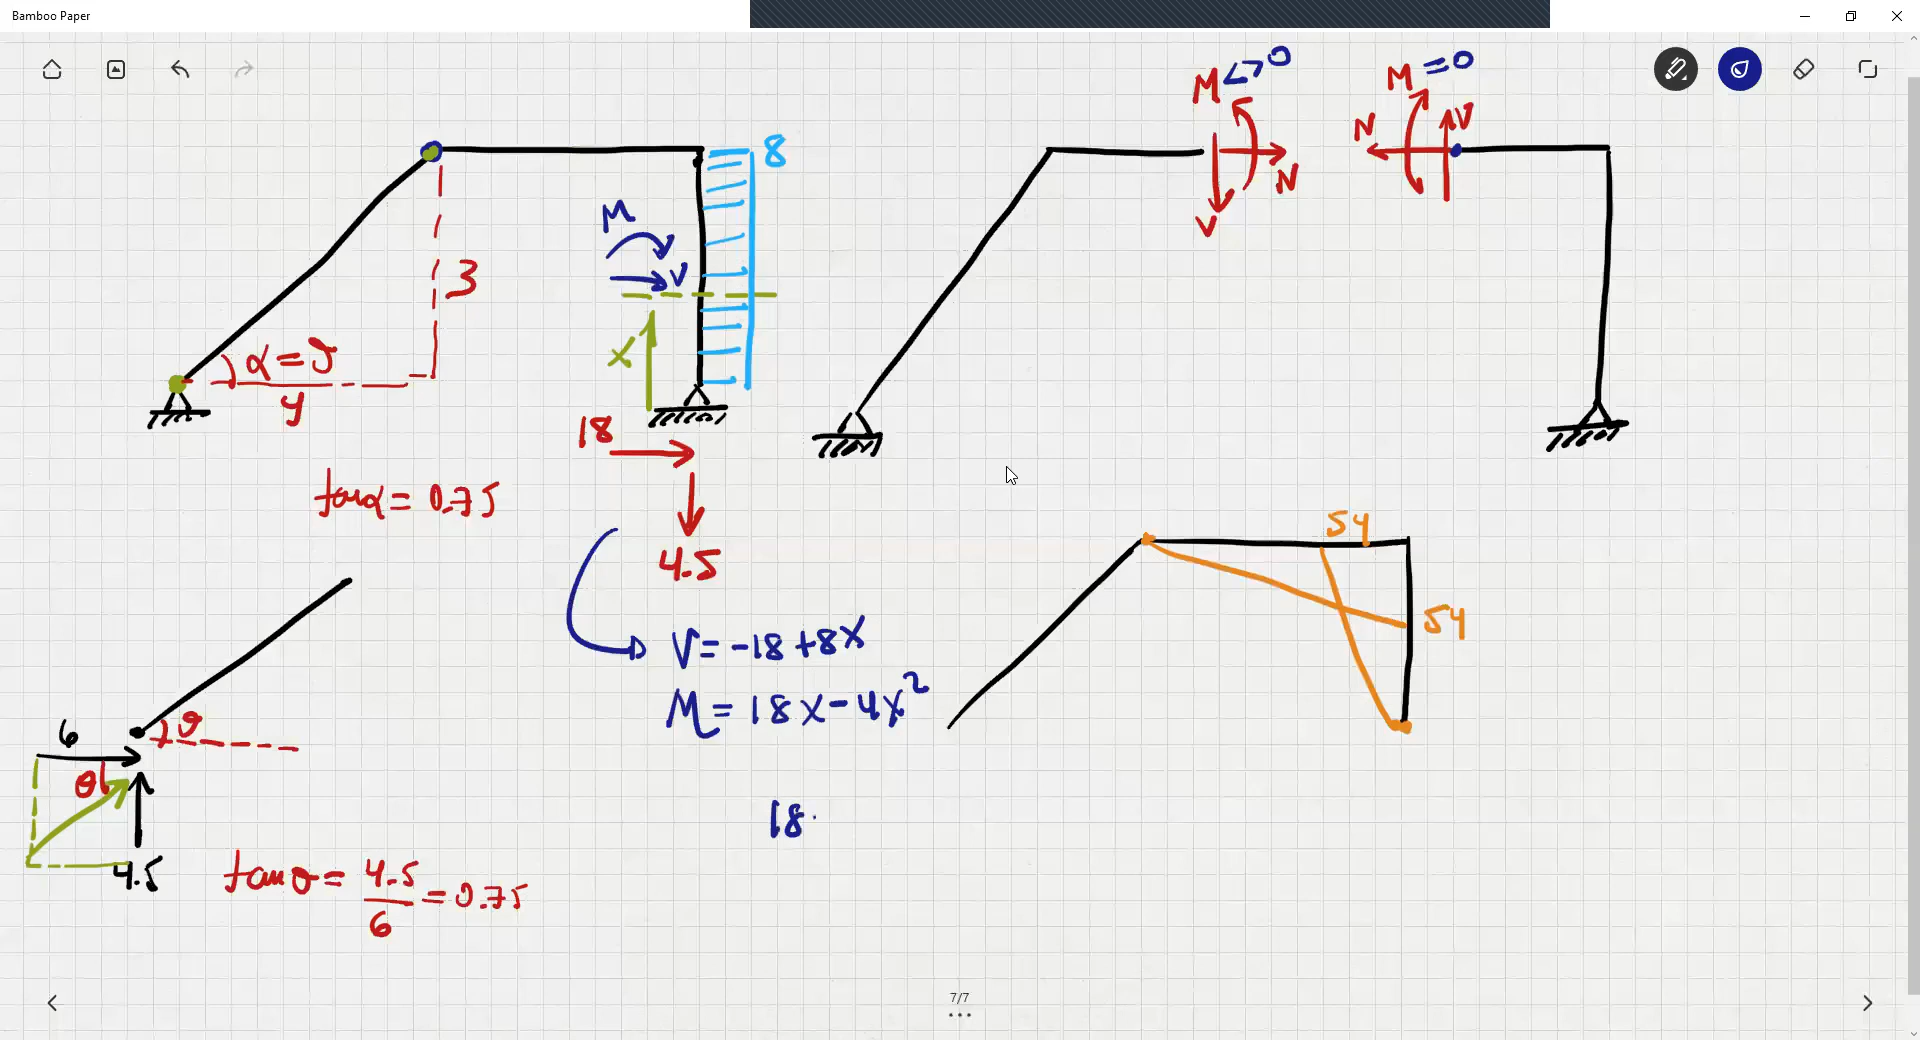 Bamboo Paper
M<>0
M=0
N
V
N
V
8
M
V
3
α=θ
4
x
18
4.5
tanα=0.75
54
54
V=-18+8x
M=18x-4x²
θ
6
θ
18.
4.5
tanθ=4.5/6=0.75
7/7